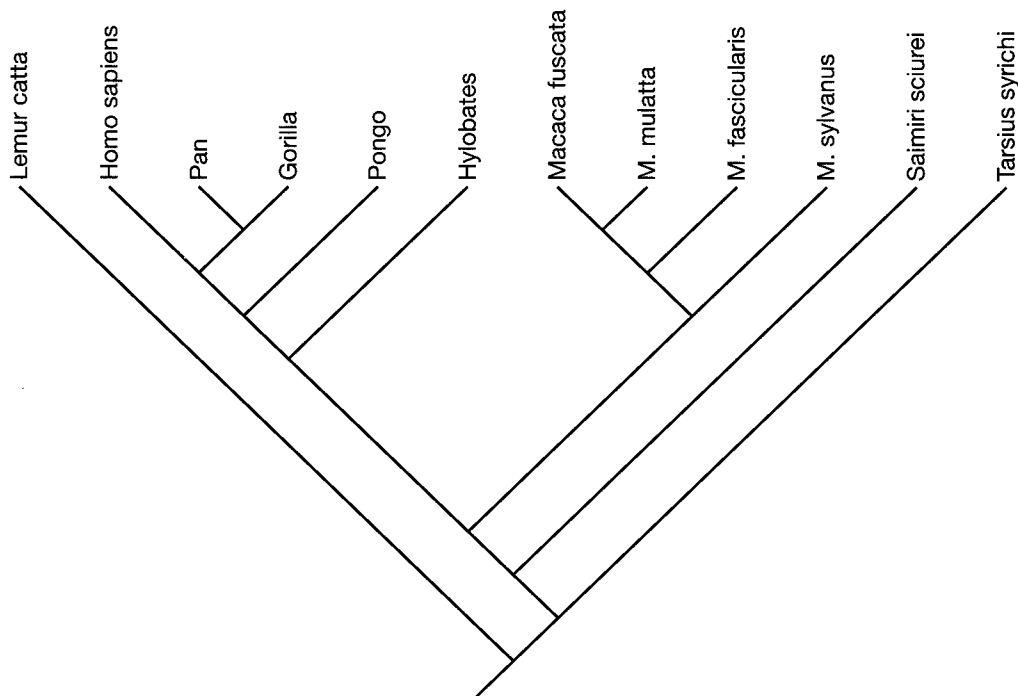 Lemur catta
Homo sapiens
Pan
Gorilla
Pongo
Hylobates
Macaca fuscata
M. mulatta
M. fascicularis
M. sylvanus
Saimiri sciurei
Tarsius syrichi